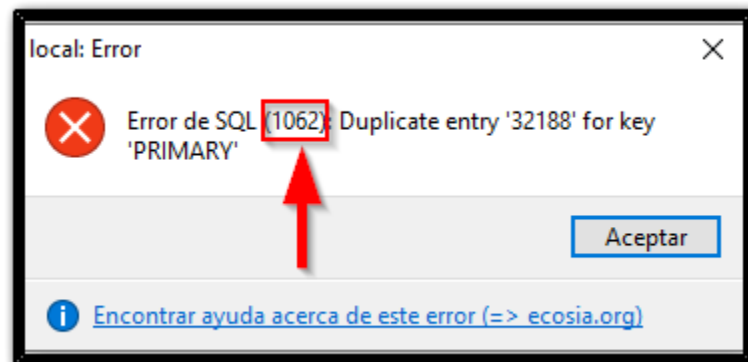 local: Error
Error de SQL (1062): Duplicate entry '32188' for key
'PRIMARY'
Aceptar
Encontrar ayuda acerca de este error (=> ecosia.org)